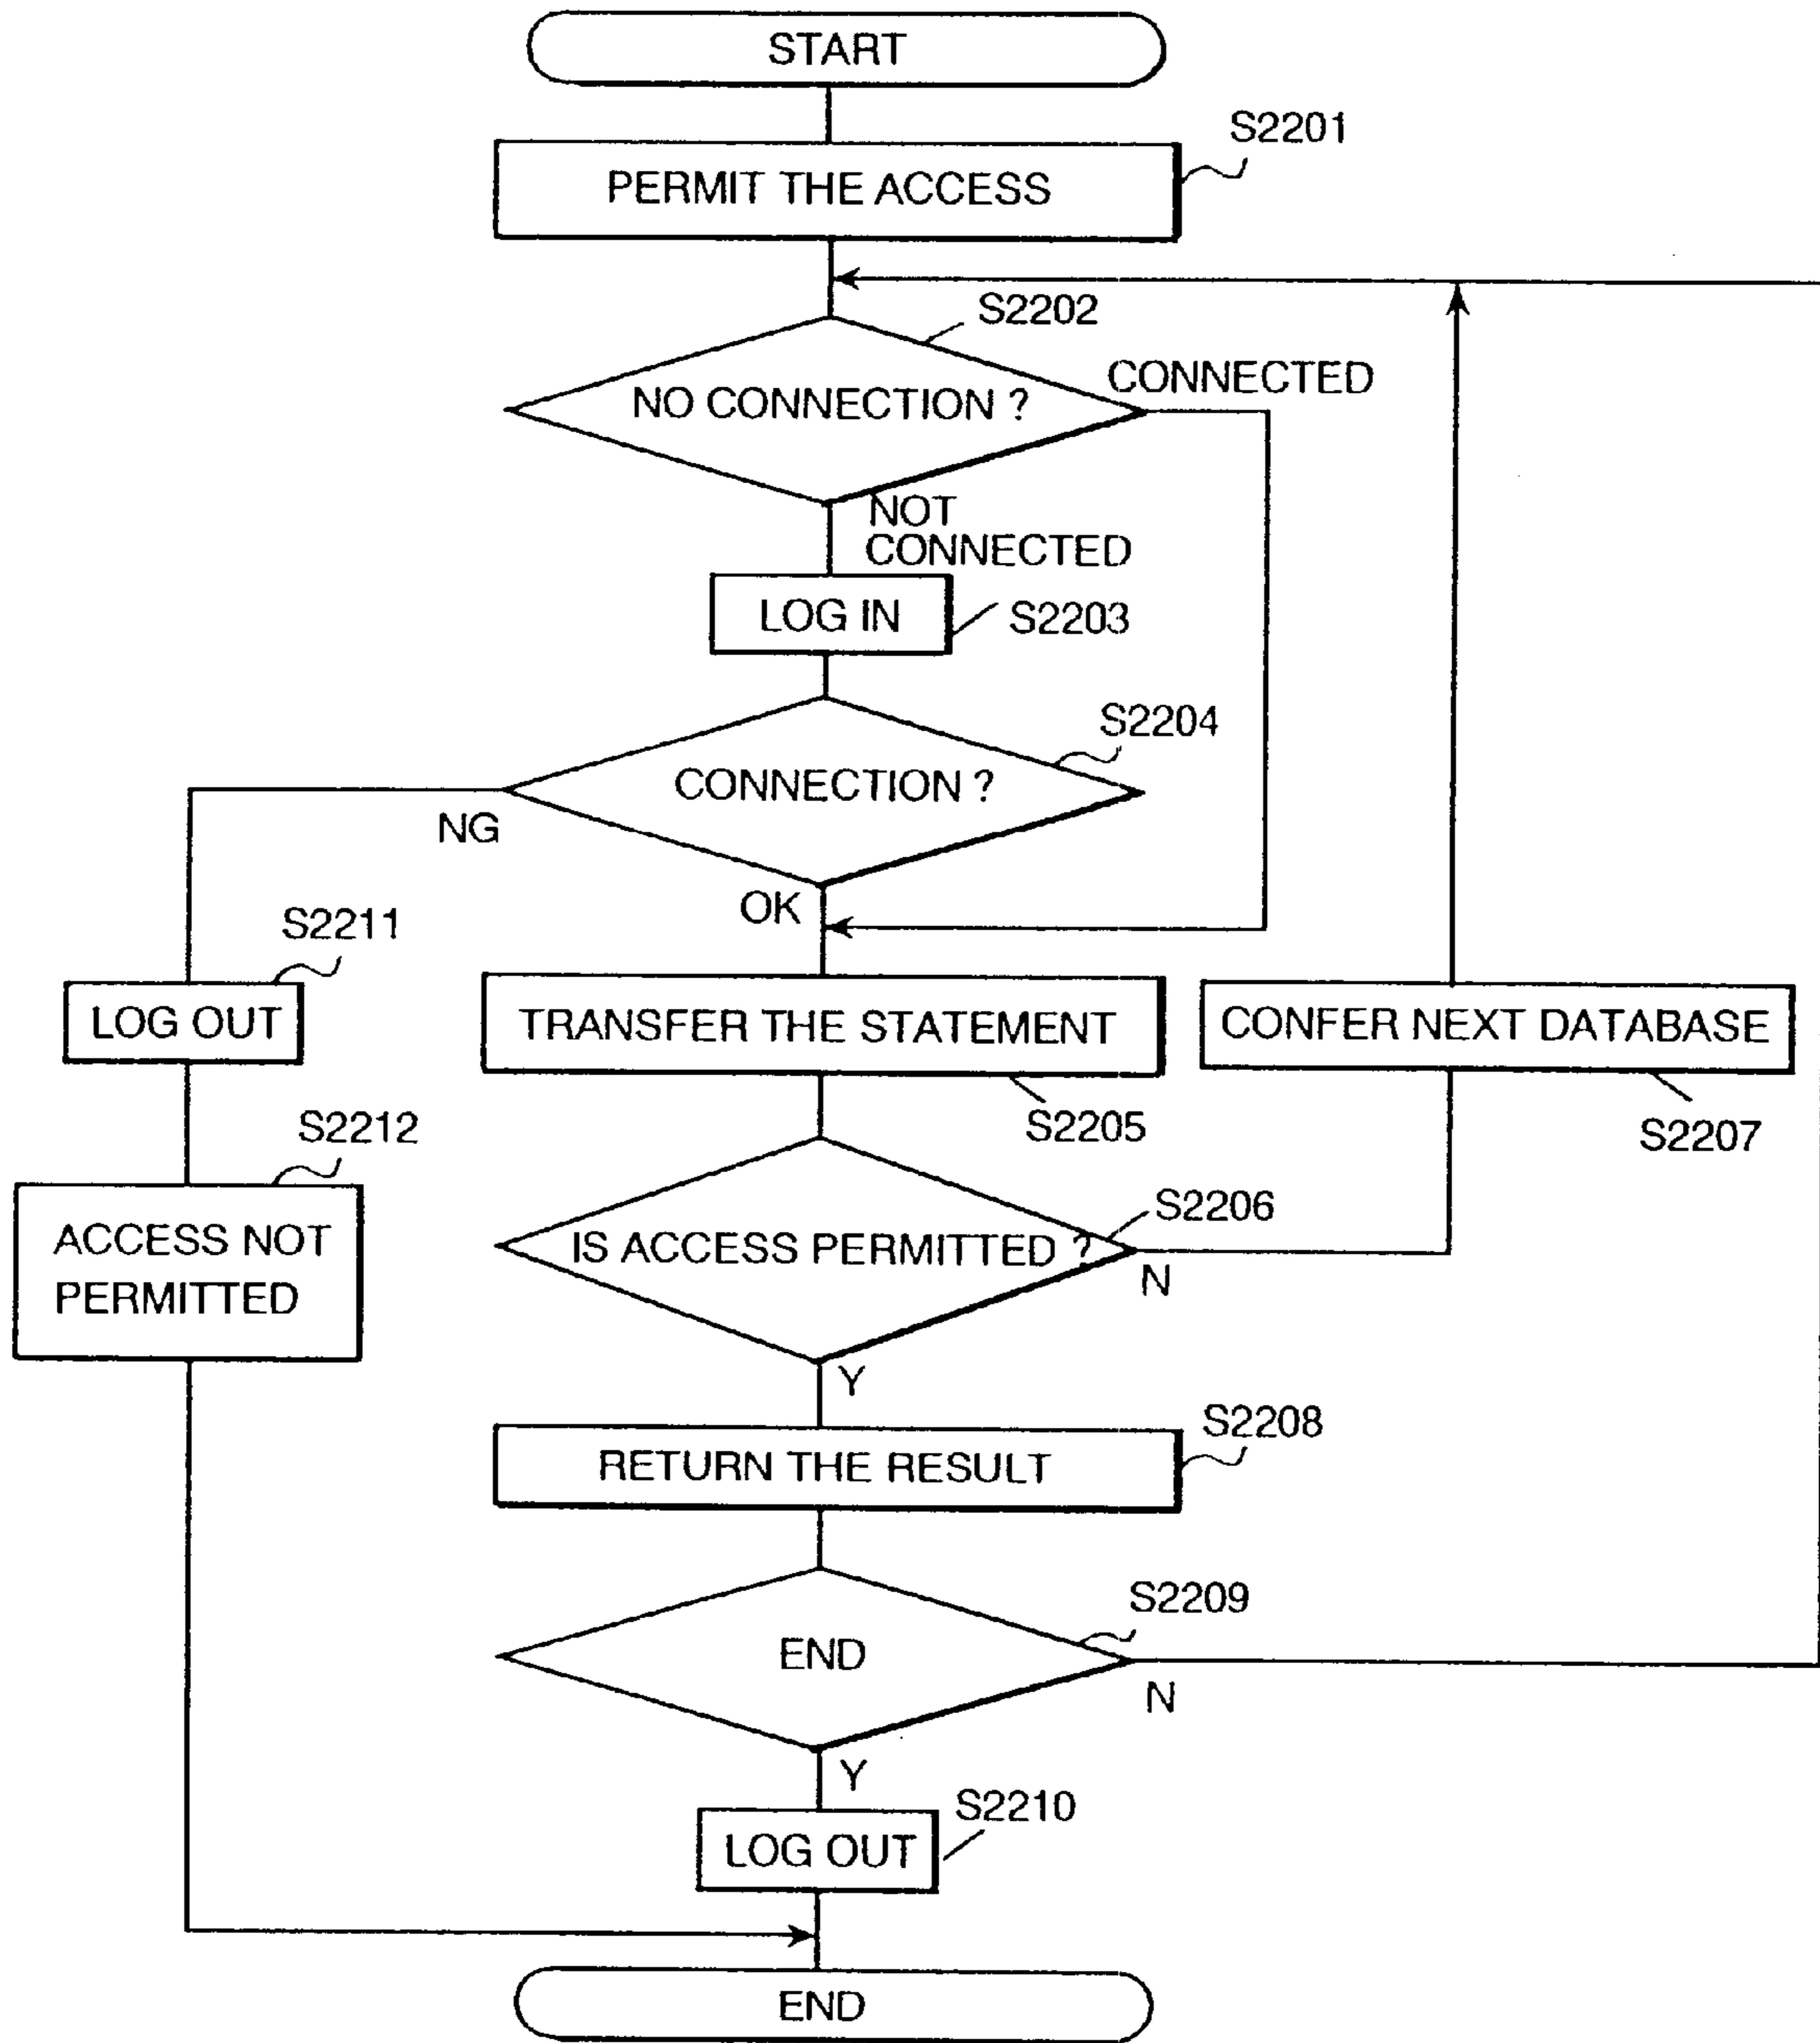 START
S2201
PERMIT THE ACCESS
S2202
CONNECTED
NO CONNECTION ?
NOT
CONNECTED
LOG IN
S2203
S2204
CONNECTION ?
NG
OK
S2211
LOG OUT
TRANSFER THE STATEMENT
CONFER NEXT DATABASE
S2205
S2207
S2212
ACCESS NOT
PERMITTED
S2206
IS ACCESS PERMITTED ?
N
Y
S2208
RETURN THE RESULT
S2209
END
N
Y
S2210
LOG OUT
END